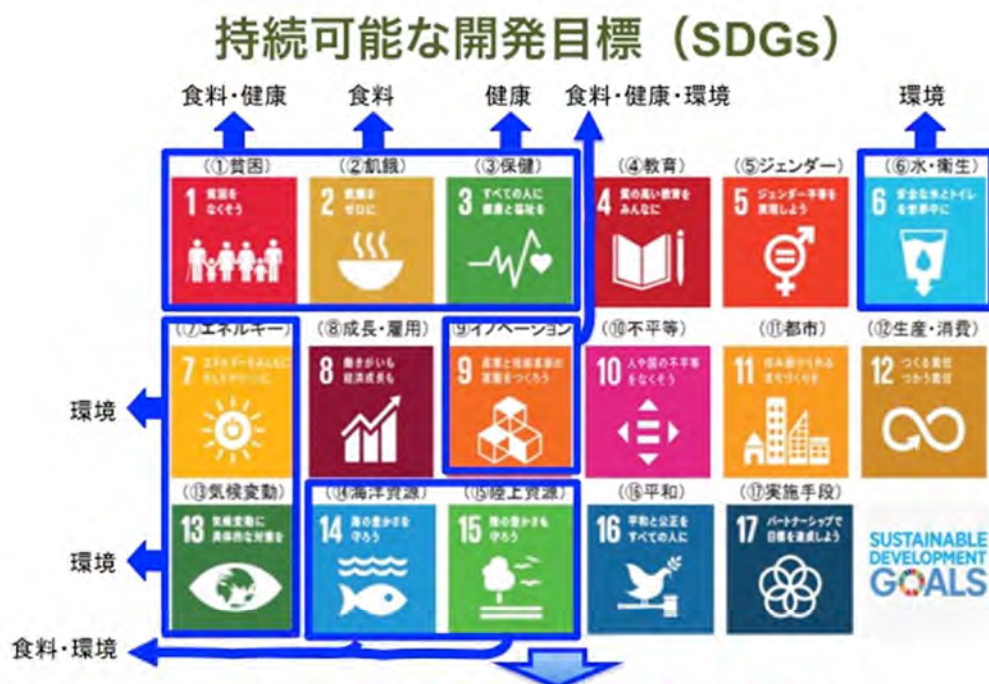 持続可能な開発目標（SDGs）
食料・健康
食料
健康
食料・健康・環境
環境
(①貧困)
(②飢餓)
(③保健)
(④教育)
(⑤ジェンダー)
(⑥水・衛生)
1 貧困を
なくそう
2 飢餓を
ゼロに
3 すべての人に
健康と福祉を
4 質の高い教育を
みんなに
5 ジェンダー平等を
実現しよう
6 安全な水とトイレ
を世界中に
(⑦エネルギー)
(⑧成長・雇用)
(⑨イノベーション
(⑩不平等)
(⑪都市)
(⑫生産・消費)
7 エネルギーをみんなに
そしてクリーンに
8 働きがいも
経済成長も
9 産業と技術革新の
基盤をつくろう
10 人や国の不平等
をなくそう
11 住み続けられる
まちづくりを
12 つくる責任
つかう責任
環境
(⑬気候変動)
(⑭海洋資源)
(⑮陸上資源)
(⑯平和)
(⑰実施手段)
13 気候変動に
具体的な対策を
14 海の豊かさを
守ろう
15 陸の豊かさも
守ろう
16 平和と公正を
すべての人に
17 パートナーシップで
目標を達成しよう
SUSTAINABLE
DEVELOPMENT
GOALS
環境
食料・環境